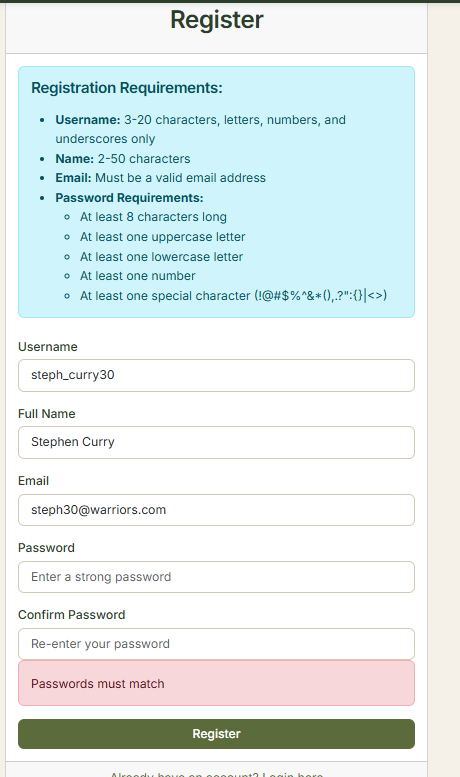 Register
Registration Requirements:
• Username: 3-20 characters, letters, numbers, and
underscores only
• Name: 2-50 characters
• Email: Must be a valid email address
• Password Requirements:
◦ At least 8 characters long
◦ At least one uppercase letter
◦ At least one lowercase letter
◦ At least one number
◦ At least one special character (!@#$%^&*(),.?":{}|<>)
Username
steph_curry30
Full Name
Stephen Curry
Email
steph30@warriors.com
Password
Enter a strong password
Confirm Password
Re-enter your password
Passwords must match
Register
Already have an account? Login here